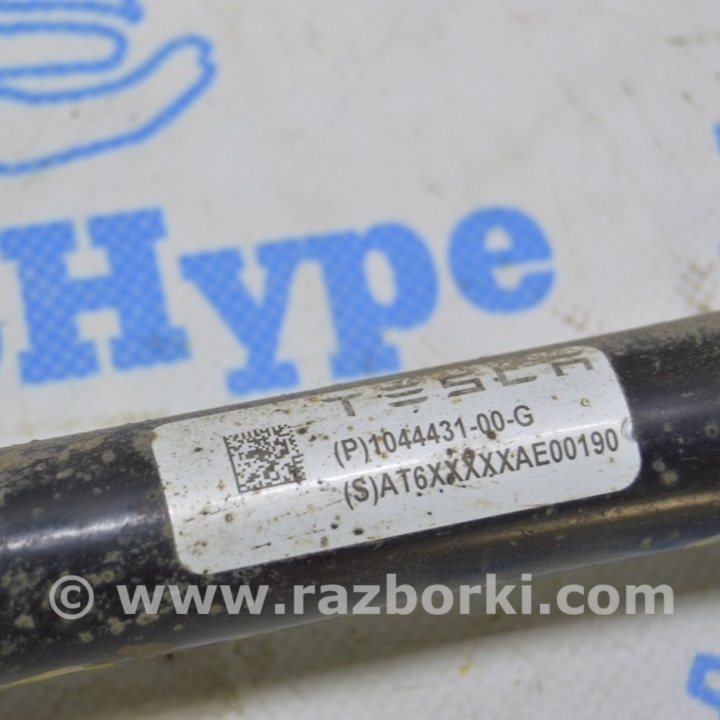 Hype
TESLA
(P)1044431-00-G
(S)AT6XXXXXAE00190
© www.razborki.com